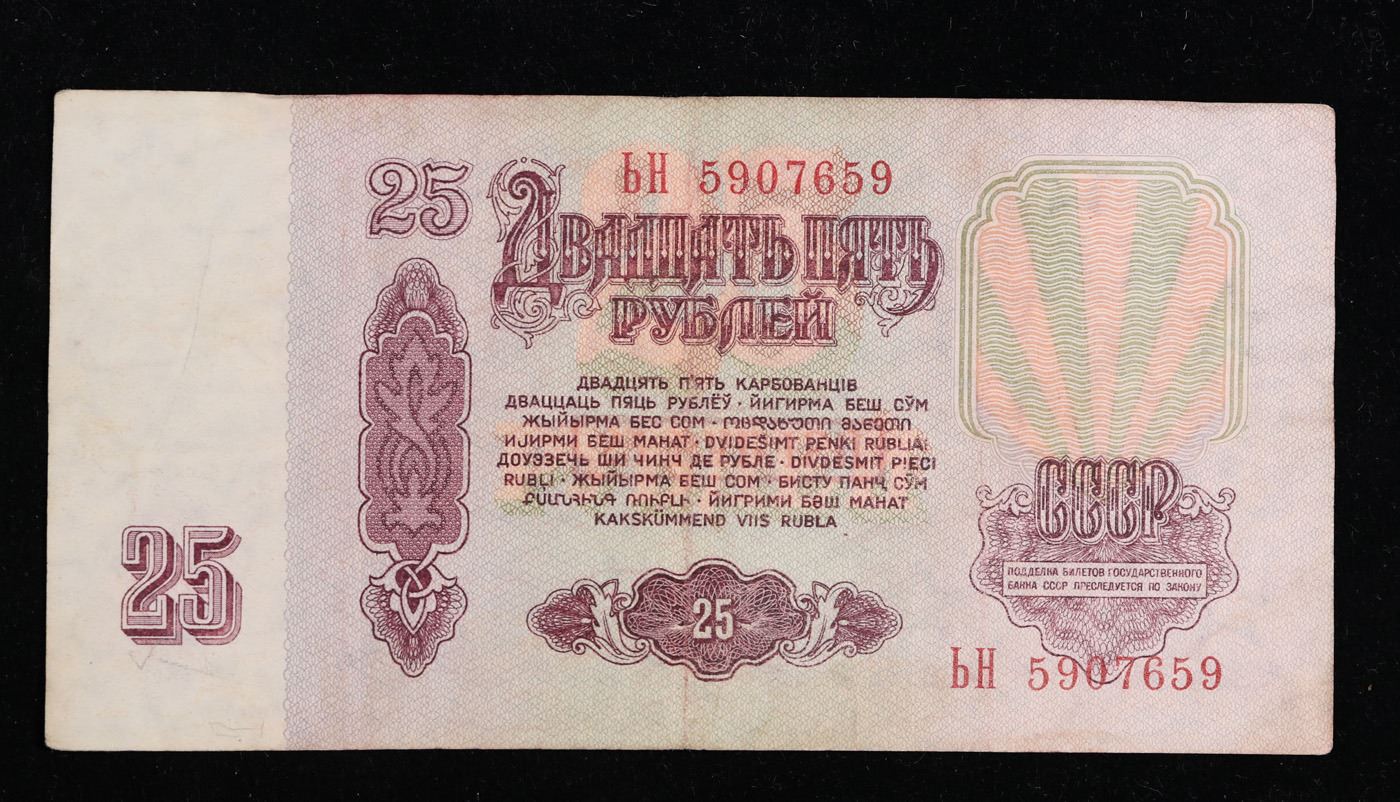 ЬН 5907659
25
ДВАДЦАТЬ ПЯТЬ
РУБЛЕЙ
ДВАДЦЯТЬ П'ЯТЬ КАРБОВАНЦІВ
ДВАЦЦАЦЬ ПЯЦЬ РУБЛЁЎ · ЙИГИРМА БЕШ СЎМ
ЖЫЙЫРМА БЕС СОМ · ოცდახუთი მანეთი
ИЈИРМИ БЕШ МАНАТ · DVIDEŠIMT PENKI RUBLIAI
ДОУЭЗЕЧЬ ШИ ЧИНЧ ДЕ РУБЛЕ · DIVDESMIT PIECI
RUBĻI · ЖЫЙЫРМА БЕШ СОМ · БИСТУ ПАНҶ СЎМ
ՔՍԱՆՀԻՆԳ ՌՈՒԲԼԻ · ЙИГРИМИ БӘШ МАНАТ
KAKSKÜMMEND VIIS RUBLA
СССР
ПОДДЕЛКА БИЛЕТОВ ГОСУДАРСТВЕННОГО
БАНКА СССР ПРЕСЛЕДУЕТСЯ ПО ЗАКОНУ
25
25
ЬН 5907659